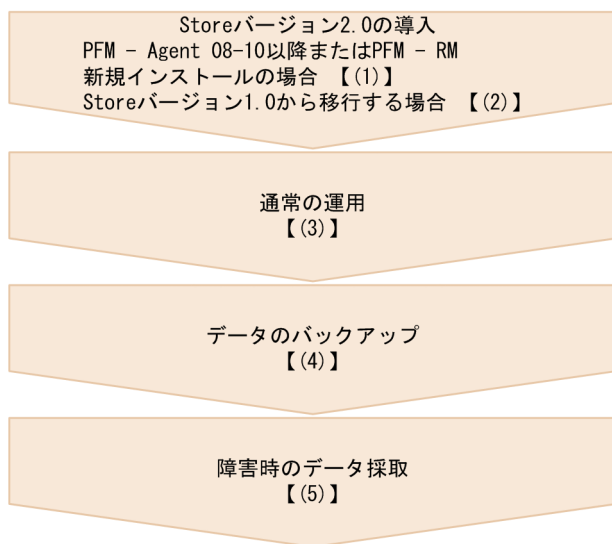 Storeバージョン2.0の導入
PFM - Agent 08-10以降またはPFM - RM
新規インストールの場合 【(1)】
Storeバージョン1.0から移行する場合 【(2)】
通常の運用
【(3)】
データのバックアップ
【(4)】
障害時のデータ採取
【(5)】